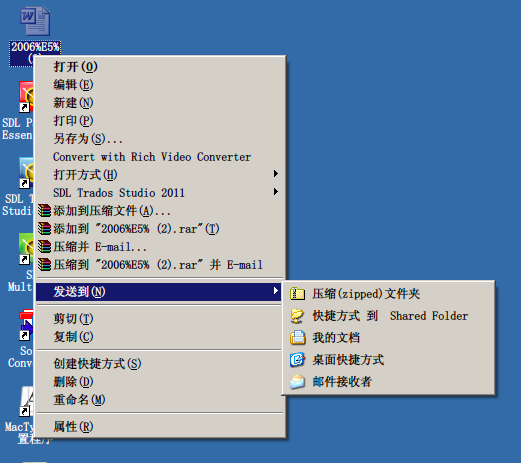 2006%E5%
打开(O)
编辑(E)
新建(N)
打印(P)
另存为(S)...
Convert with Rich Video Converter
打开方式(H)
SDL Trados Studio 2011
添加到压缩文件(A)...
添加到 "2006%E5% (2).rar"(T)
压缩并 E-mail...
压缩到 "2006%E5% (2).rar" 并 E-mail
发送到(N)
剪切(T)
复制(C)
创建快捷方式(S)
删除(D)
重命名(M)
属性(R)
压缩(zipped)文件夹
快捷方式 到 Shared Folder
我的文档
桌面快捷方式
邮件接收者
SDL P
Essen
SDL T
Studi
S
Mult
So
Conv
MacTy
置程序